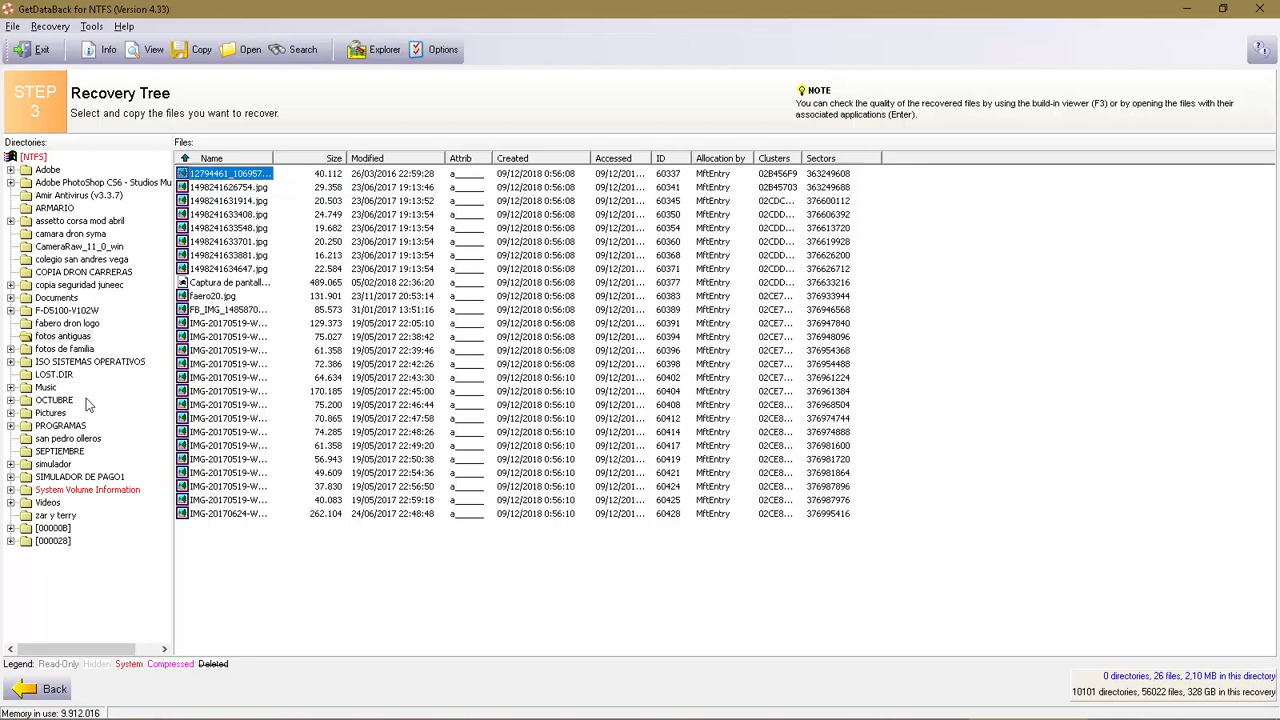 GetDataBack for NTFS (Version 4.33)
File Recovery Tools Help
Exit Info View Copy Open Search Explorer Options
STEP 3
Recovery Tree
Select and copy the files you want to recover.
NOTE
You can check the quality of the recovered files by using the build-in viewer (F3) or by opening the files with their
associated applications (Enter).
Directories:
[NTFS]
Adobe
Adobe PhotoShop CS6 - Studios Mu
Amir Antivirus (v3.3.7)
ARMARIO
assetto corsa mod abril
camara dron syma
CameraRaw_11_0_win
colegio san andres vega
COPIA DRON CARRERAS
copia seguridad juneec
Documents
F-D5100-V102W
fabero dron logo
fotos antiguas
fotos de familia
ISO SISTEMAS OPERATIVOS
LOST.DIR
Music
OCTUBRE
Pictures
PROGRAMAS
san pedro olleros
SEPTIEMBRE
simulador
SIMULADOR DE PAGO1
System Volume Information
Videos
zar y terry
[00000B]
[000028]
Files:
Name Size Modified Attrib Created Accessed ID Allocation by Clusters Sectors
12794461_106957... 40.112 26/03/2016 22:59:28 a______ 09/12/2018 0:56:08 09/12/201... 60337 MftEntry 02B456F9 363249608
1498241626754.jpg 29.358 23/06/2017 19:13:46 a______ 09/12/2018 0:56:08 09/12/201... 60341 MftEntry 02B45703 363249688
1498241631914.jpg 20.503 23/06/2017 19:13:52 a______ 09/12/2018 0:56:08 09/12/201... 60345 MftEntry 02CDC... 376600112
1498241633408.jpg 24.749 23/06/2017 19:13:54 a______ 09/12/2018 0:56:08 09/12/201... 60350 MftEntry 02CDD... 376606392
1498241633548.jpg 19.682 23/06/2017 19:13:54 a______ 09/12/2018 0:56:08 09/12/201... 60354 MftEntry 02CDD... 376613720
1498241633701.jpg 20.250 23/06/2017 19:13:54 a______ 09/12/2018 0:56:08 09/12/201... 60360 MftEntry 02CDD... 376619928
1498241633881.jpg 16.213 23/06/2017 19:13:54 a______ 09/12/2018 0:56:08 09/12/201... 60368 MftEntry 02CDD... 376626200
1498241634647.jpg 22.584 23/06/2017 19:13:54 a______ 09/12/2018 0:56:08 09/12/201... 60371 MftEntry 02CDD... 376626712
Captura de pantall... 489.065 05/02/2018 22:36:20 a______ 09/12/2018 0:56:08 09/12/201... 60377 MftEntry 02CDD... 376633216
faero20.jpg 131.901 23/11/2017 20:53:14 a______ 09/12/2018 0:56:08 09/12/201... 60383 MftEntry 02CE7... 376933944
FB_IMG_1485870... 85.573 31/01/2017 13:51:16 a______ 09/12/2018 0:56:08 09/12/201... 60389 MftEntry 02CE7... 376946568
IMG-20170519-W... 129.373 19/05/2017 22:05:10 a______ 09/12/2018 0:56:08 09/12/201... 60391 MftEntry 02CE7... 376947840
IMG-20170519-W... 75.027 19/05/2017 22:38:42 a______ 09/12/2018 0:56:08 09/12/201... 60394 MftEntry 02CE7... 376948096
IMG-20170519-W... 61.358 19/05/2017 22:39:46 a______ 09/12/2018 0:56:08 09/12/201... 60396 MftEntry 02CE7... 376954368
IMG-20170519-W... 72.386 19/05/2017 22:42:26 a______ 09/12/2018 0:56:08 09/12/201... 60398 MftEntry 02CE7... 376954488
IMG-20170519-W... 64.634 19/05/2017 22:43:30 a______ 09/12/2018 0:56:10 09/12/201... 60402 MftEntry 02CE7... 376961224
IMG-20170519-W... 170.185 19/05/2017 22:45:00 a______ 09/12/2018 0:56:10 09/12/201... 60404 MftEntry 02CE7... 376961384
IMG-20170519-W... 75.200 19/05/2017 22:46:44 a______ 09/12/2018 0:56:10 09/12/201... 60408 MftEntry 02CE8... 376968504
IMG-20170519-W... 70.865 19/05/2017 22:47:58 a______ 09/12/2018 0:56:10 09/12/201... 60412 MftEntry 02CE8... 376974744
IMG-20170519-W... 74.285 19/05/2017 22:48:26 a______ 09/12/2018 0:56:10 09/12/201... 60414 MftEntry 02CE8... 376974888
IMG-20170519-W... 61.358 19/05/2017 22:49:20 a______ 09/12/2018 0:56:10 09/12/201... 60417 MftEntry 02CE8... 376981600
IMG-20170519-W... 56.943 19/05/2017 22:50:38 a______ 09/12/2018 0:56:10 09/12/201... 60419 MftEntry 02CE8... 376981720
IMG-20170519-W... 49.609 19/05/2017 22:54:36 a______ 09/12/2018 0:56:10 09/12/201... 60421 MftEntry 02CE8... 376981864
IMG-20170519-W... 37.830 19/05/2017 22:56:50 a______ 09/12/2018 0:56:10 09/12/201... 60424 MftEntry 02CE8... 376987896
IMG-20170519-W... 40.083 19/05/2017 22:59:18 a______ 09/12/2018 0:56:10 09/12/201... 60425 MftEntry 02CE8... 376987976
IMG-20170624-W... 262.104 24/06/2017 22:48:48 a______ 09/12/2018 0:56:10 09/12/201... 60428 MftEntry 02CE8... 376995416
Legend: Read-Only Hidden System Compressed Deleted
Back
0 directories, 26 files, 2,10 MB in this directory
10101 directories, 56022 files, 328 GB in this recovery
Memory in use: 9.912.016